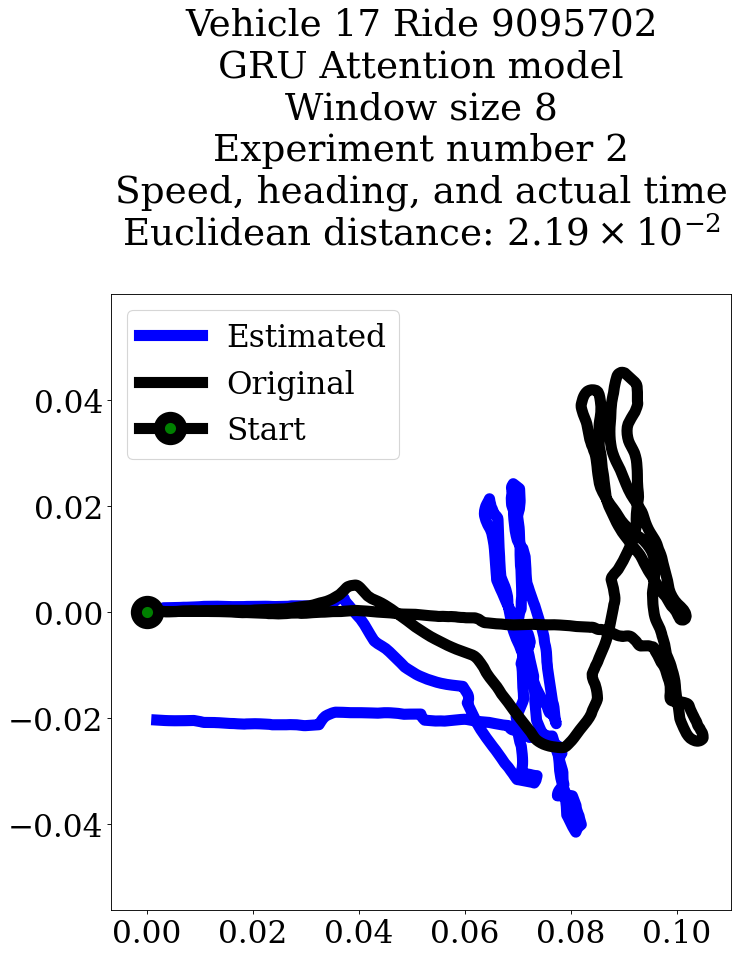 Vehicle 17 Ride 9095702
GRU Attention model
Window size 8
Experiment number 2
Speed, heading, and actual time
Euclidean distance: 2.19 × 10⁻²
Estimated
Original
Start
0.04
0.02
0.00
−0.02
−0.04
0.00 0.02 0.04 0.06 0.08 0.10